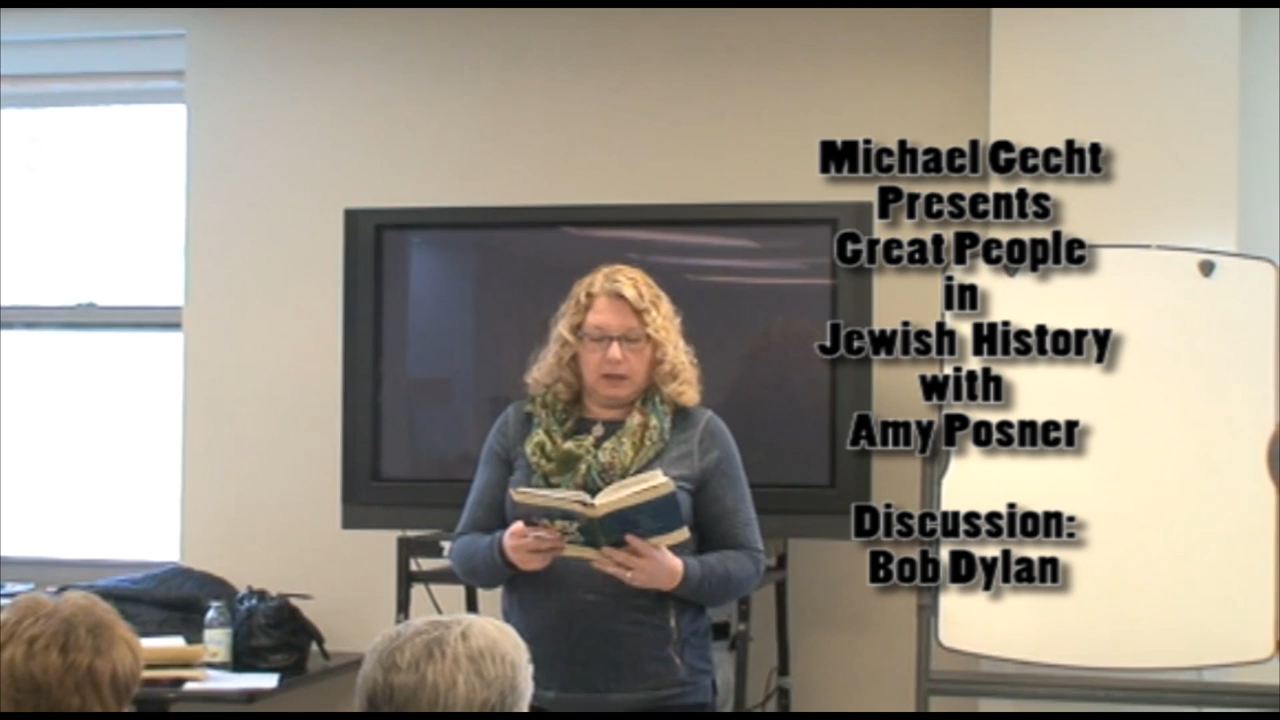 Michael Gecht
Presents
Great People
in
Jewish History
with
Amy Posner
Discussion:
Bob Dylan